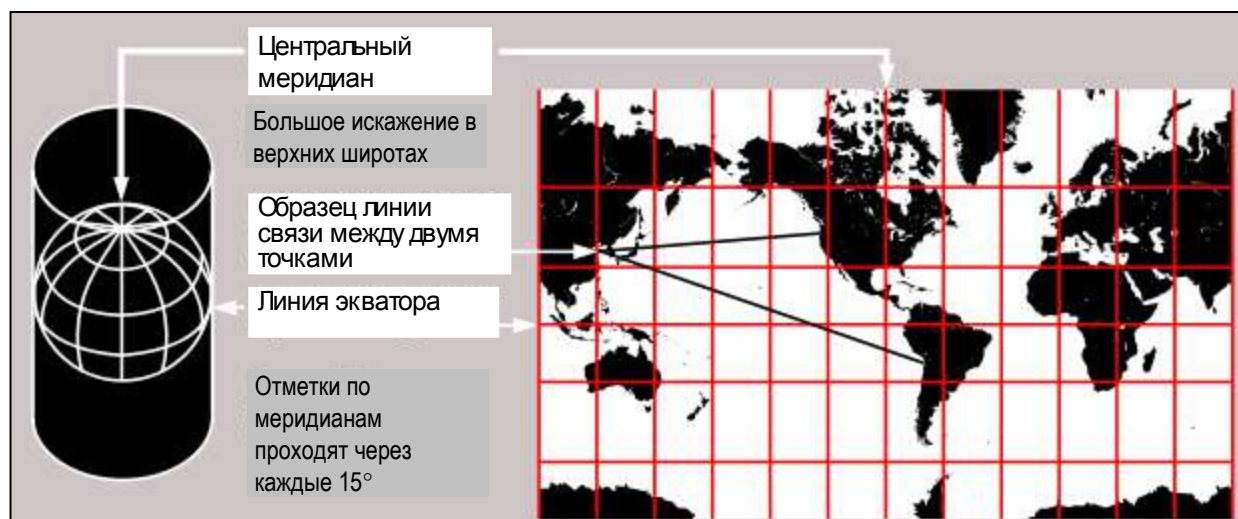 Центральный
меридиан
Большое искажение в
верхних широтах
Образец линии
связи между двумя
точками
Линия экватора
Отметки по
меридианам
проходят через
каждые 15°